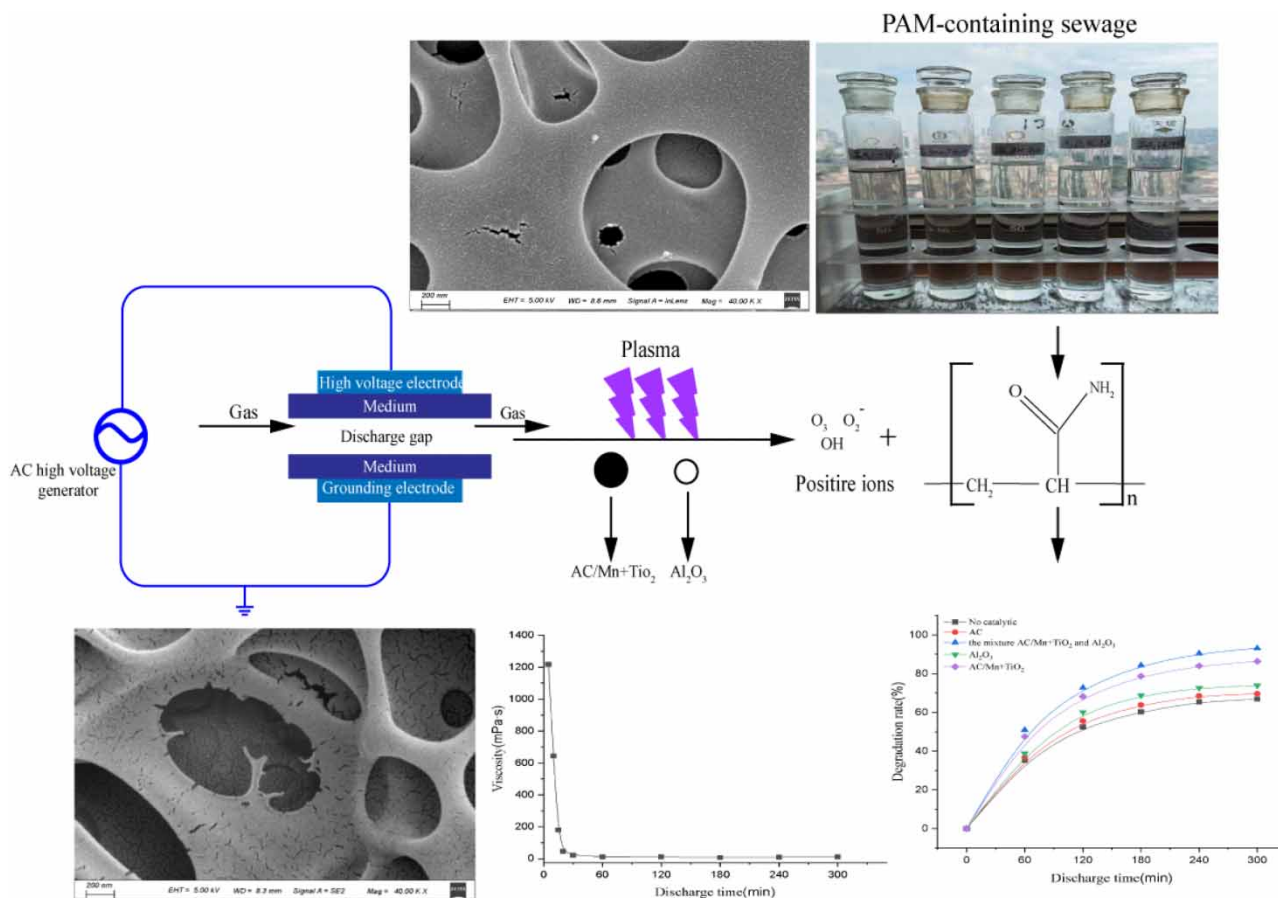 PAM-containing sewage
200 nm
EHT = 5.00 kV WD = 8.6 mm Signal A = InLens Mag = 40.00 K X
ZEISS
AC high voltage
generator
Gas
High voltage electrode
Medium
Discharge gap
Medium
Grounding electrode
Gas
Plasma
AC/Mn+Tio₂
Al₂O₃
O₃ O₂⁻
OH
+
Positire ions
O
NH₂
CH₂
CH
n
200 nm
EHT = 5.00 kV WD = 8.3 mm Signal A = SE2 Mag = 40.00 K X
ZEISS
Viscosity(mPa·s)
1400
1200
1000
800
600
400
200
0
0 60 120 180 240 300
Discharge time(min)
No catalytic
AC
the mixture AC/Mn+TiO₂ and Al₂O₃
Al₂O₃
AC/Mn+TiO₂
Degradation rate(%)
100
80
60
40
20
0
0 60 120 180 240 300
Discharge time(min)